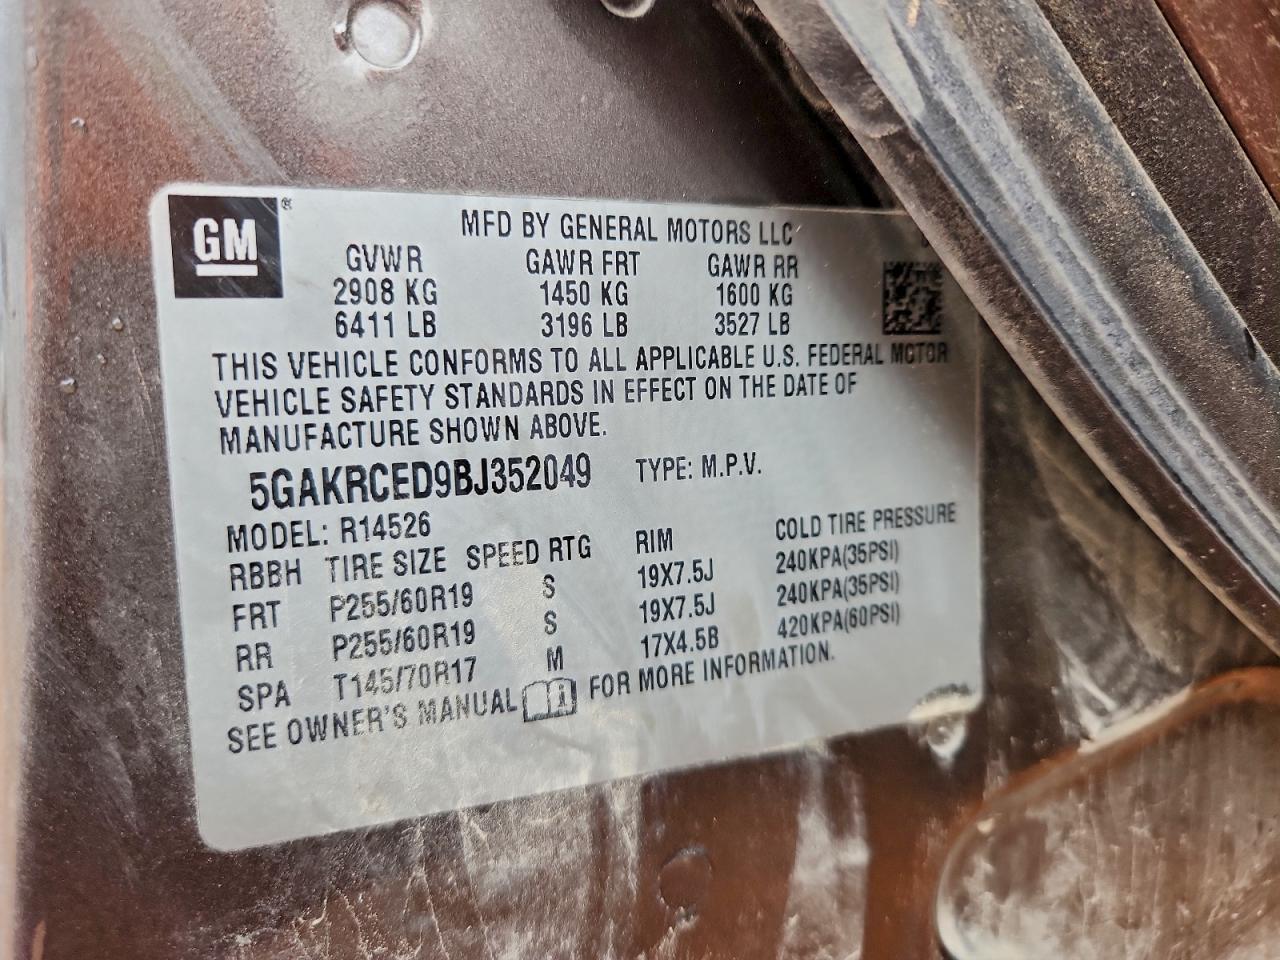 GM ®
MFD BY GENERAL MOTORS LLC
GVWR GAWR FRT GAWR RR
2908 KG 1450 KG 1600 KG
6411 LB 3196 LB 3527 LB
THIS VEHICLE CONFORMS TO ALL APPLICABLE U.S. FEDERAL MOTOR
VEHICLE SAFETY STANDARDS IN EFFECT ON THE DATE OF
MANUFACTURE SHOWN ABOVE.
5GAKRCED9BJ352049 TYPE: M.P.V.
MODEL: R14526
RBBH TIRE SIZE SPEED RTG RIM COLD TIRE PRESSURE
FRT P255/60R19 S 19X7.5J 240KPA(35PSI)
RR P255/60R19 S 19X7.5J 240KPA(35PSI)
SPA T145/70R17 M 17X4.5B 420KPA(60PSI)
SEE OWNER'S MANUAL FOR MORE INFORMATION.